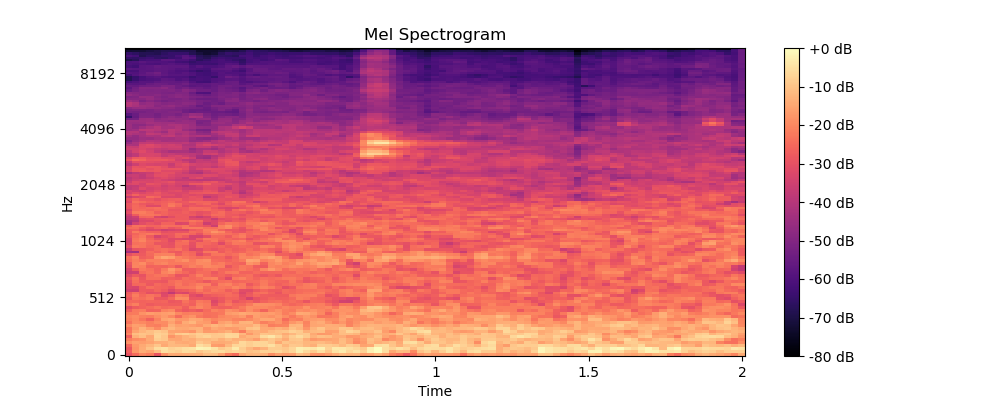 Mel Spectrogram
Hz
8192
4096
2048
1024
512
0
0 0.5 1 1.5 2
Time
+0 dB
-10 dB
-20 dB
-30 dB
-40 dB
-50 dB
-60 dB
-70 dB
-80 dB